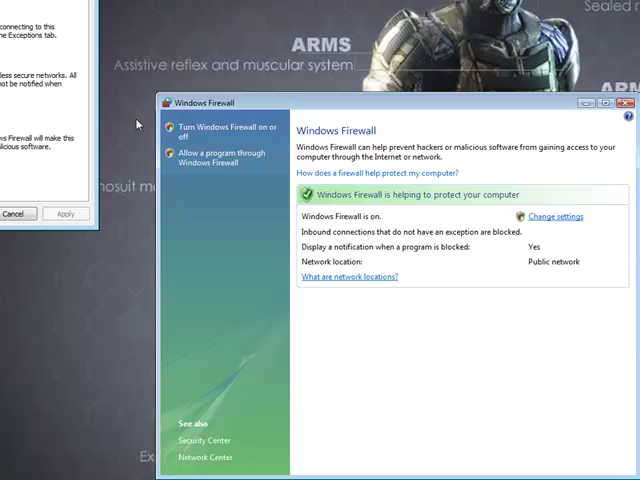 Sealed r
connecting to this
he Exceptions tab.
less secure networks. All
not be notified when
ws Firewall will make this
licious software.
Cancel
Apply
ARMS
Assistive reflex and muscular system
ARM
nosuit m
Ex
Windows Firewall
Turn Windows Firewall on or
off
Allow a program through
Windows Firewall
See also
Security Center
Network Center
Windows Firewall
Windows Firewall can help prevent hackers or malicious software from gaining access to your
computer through the Internet or network.
How does a firewall help protect my computer?
Windows Firewall is helping to protect your computer
Windows Firewall is on.
Change settings
Inbound connections that do not have an exception are blocked.
Display a notification when a program is blocked: Yes
Network location: Public network
What are network locations?